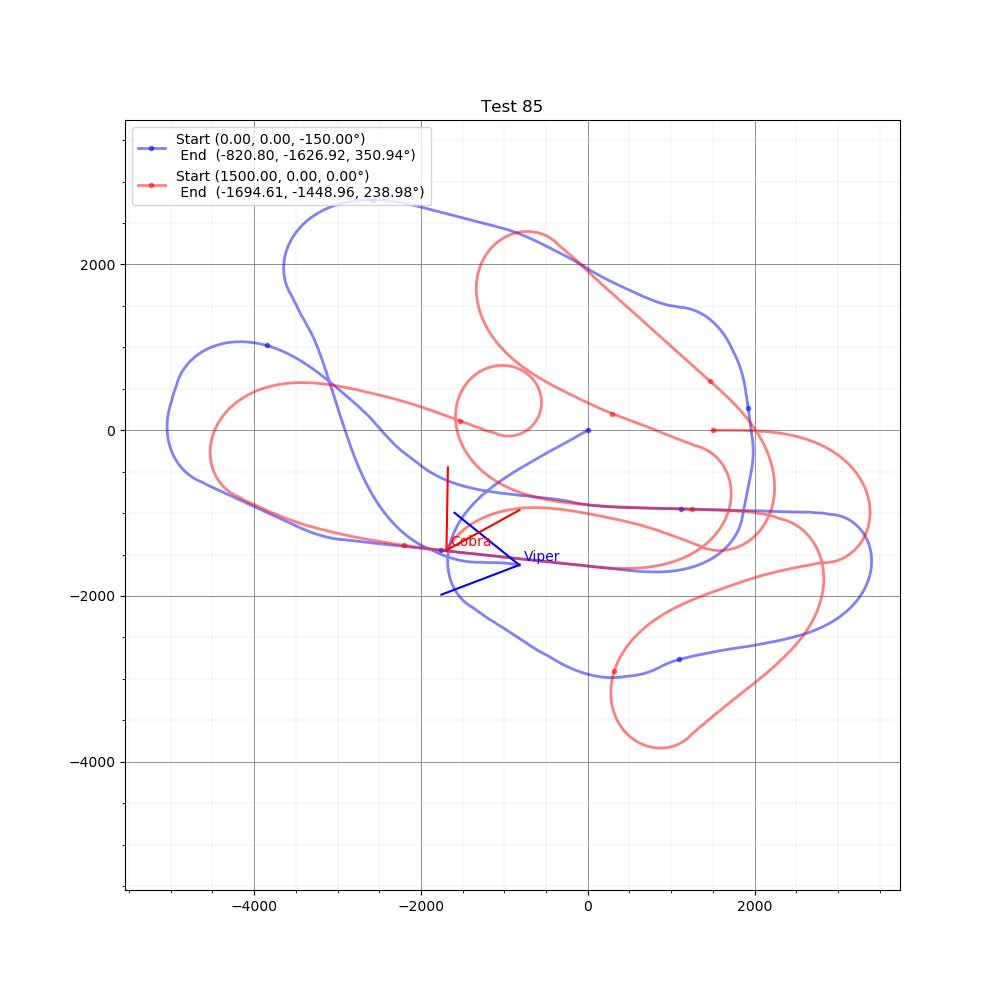 Test 85
Start (0.00, 0.00, -150.00°)
End  (-820.80, -1626.92, 350.94°)
Start (1500.00, 0.00, 0.00°)
End  (-1694.61, -1448.96, 238.98°)
2000
0
−2000
−4000
Cobra
Viper
−4000
−2000
0
2000